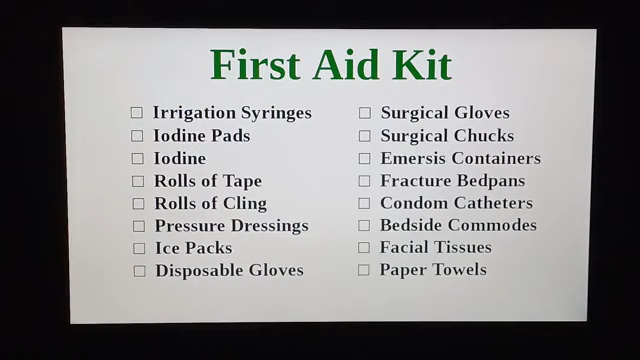 First Aid Kit
☐ Irrigation Syringes
☐ Iodine Pads
☐ Iodine
☐ Rolls of Tape
☐ Rolls of Cling
☐ Pressure Dressings
☐ Ice Packs
☐ Disposable Gloves
☐ Surgical Gloves
☐ Surgical Chucks
☐ Emersis Containers
☐ Fracture Bedpans
☐ Condom Catheters
☐ Bedside Commodes
☐ Facial Tissues
☐ Paper Towels